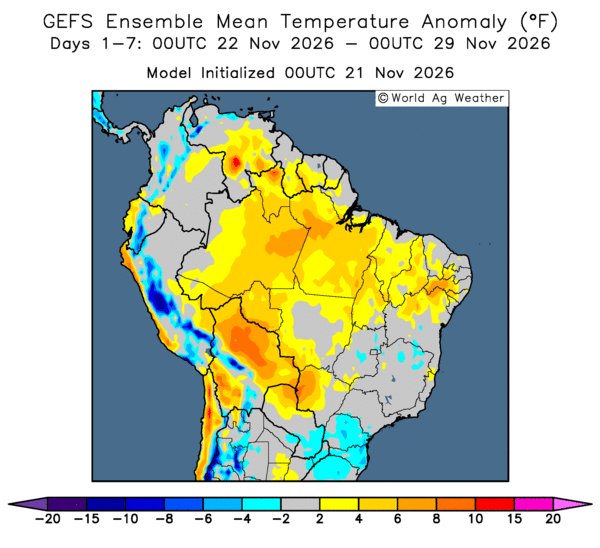 GEFS Ensemble Mean Temperature Anomaly (°F)
Days 1–7: 00UTC 22 Nov 2026 – 00UTC 29 Nov 2026
Model Initialized 00UTC 21 Nov 2026
© World Ag Weather
−20 −15 −10 −8 −6 −4 −2 2 4 6 8 10 15 20